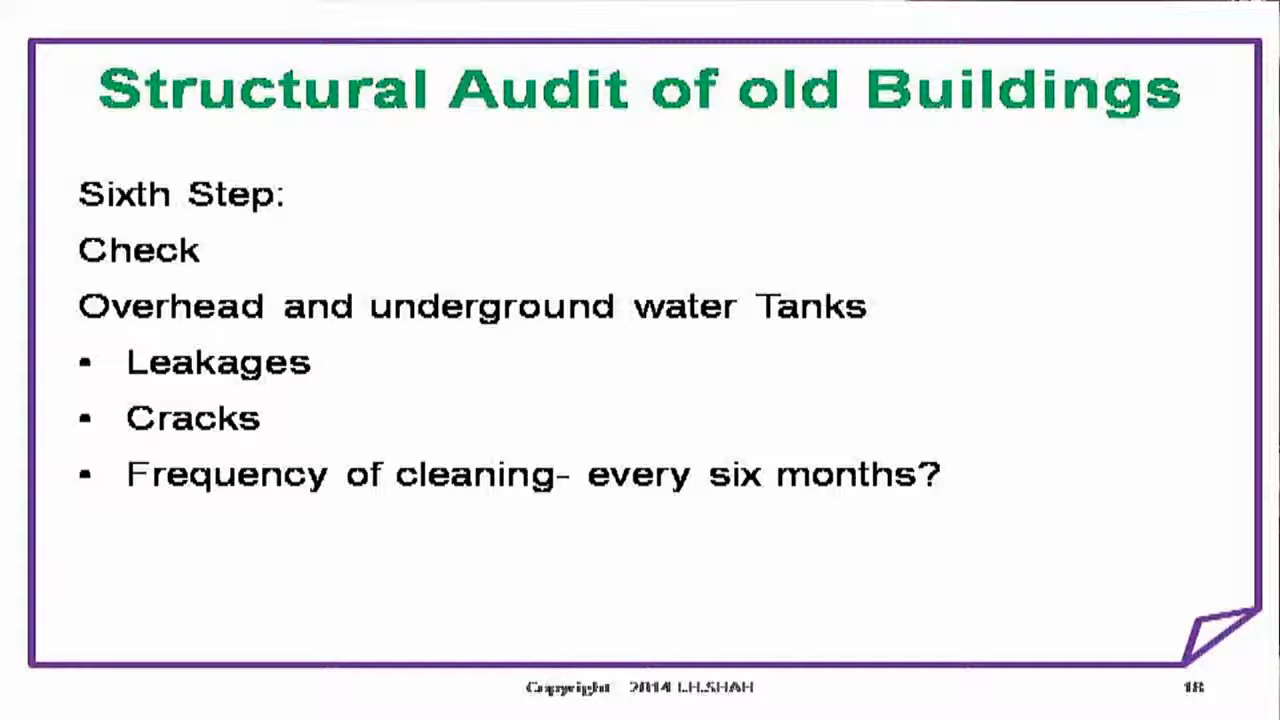 Structural Audit of old Buildings
Sixth Step:
Check
Overhead and underground water Tanks
▪ Leakages
▪ Cracks
▪ Frequency of cleaning- every six months?
Copyright 2014 L.H.SHAH
18